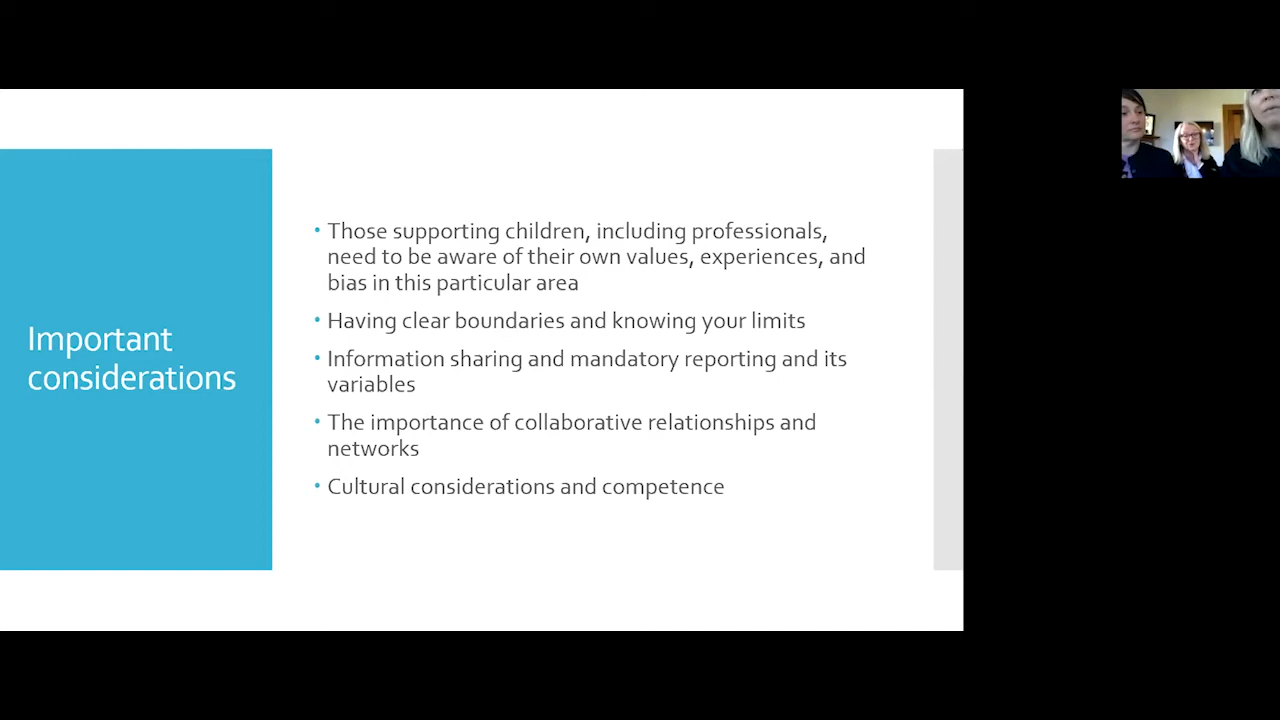 Important
considerations
• Those supporting children, including professionals,
need to be aware of their own values, experiences, and
bias in this particular area
• Having clear boundaries and knowing your limits
• Information sharing and mandatory reporting and its
variables
• The importance of collaborative relationships and
networks
• Cultural considerations and competence